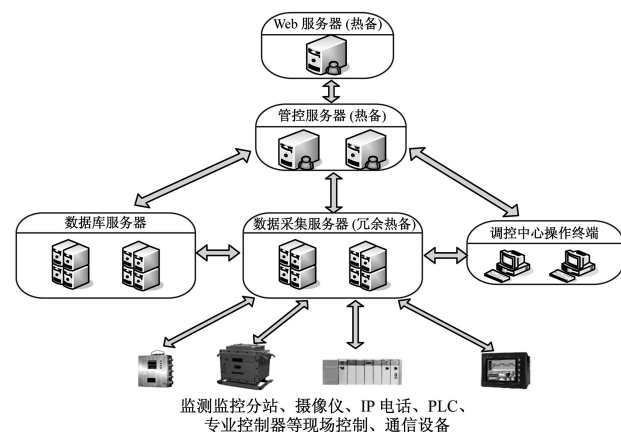 Web 服务器 (热备)
管控服务器 (热备)
数据库服务器
数据采集服务器 (冗余热备)
调控中心操作终端
监测监控分站、摄像仪、IP 电话、PLC、
专业控制器等现场控制、通信设备